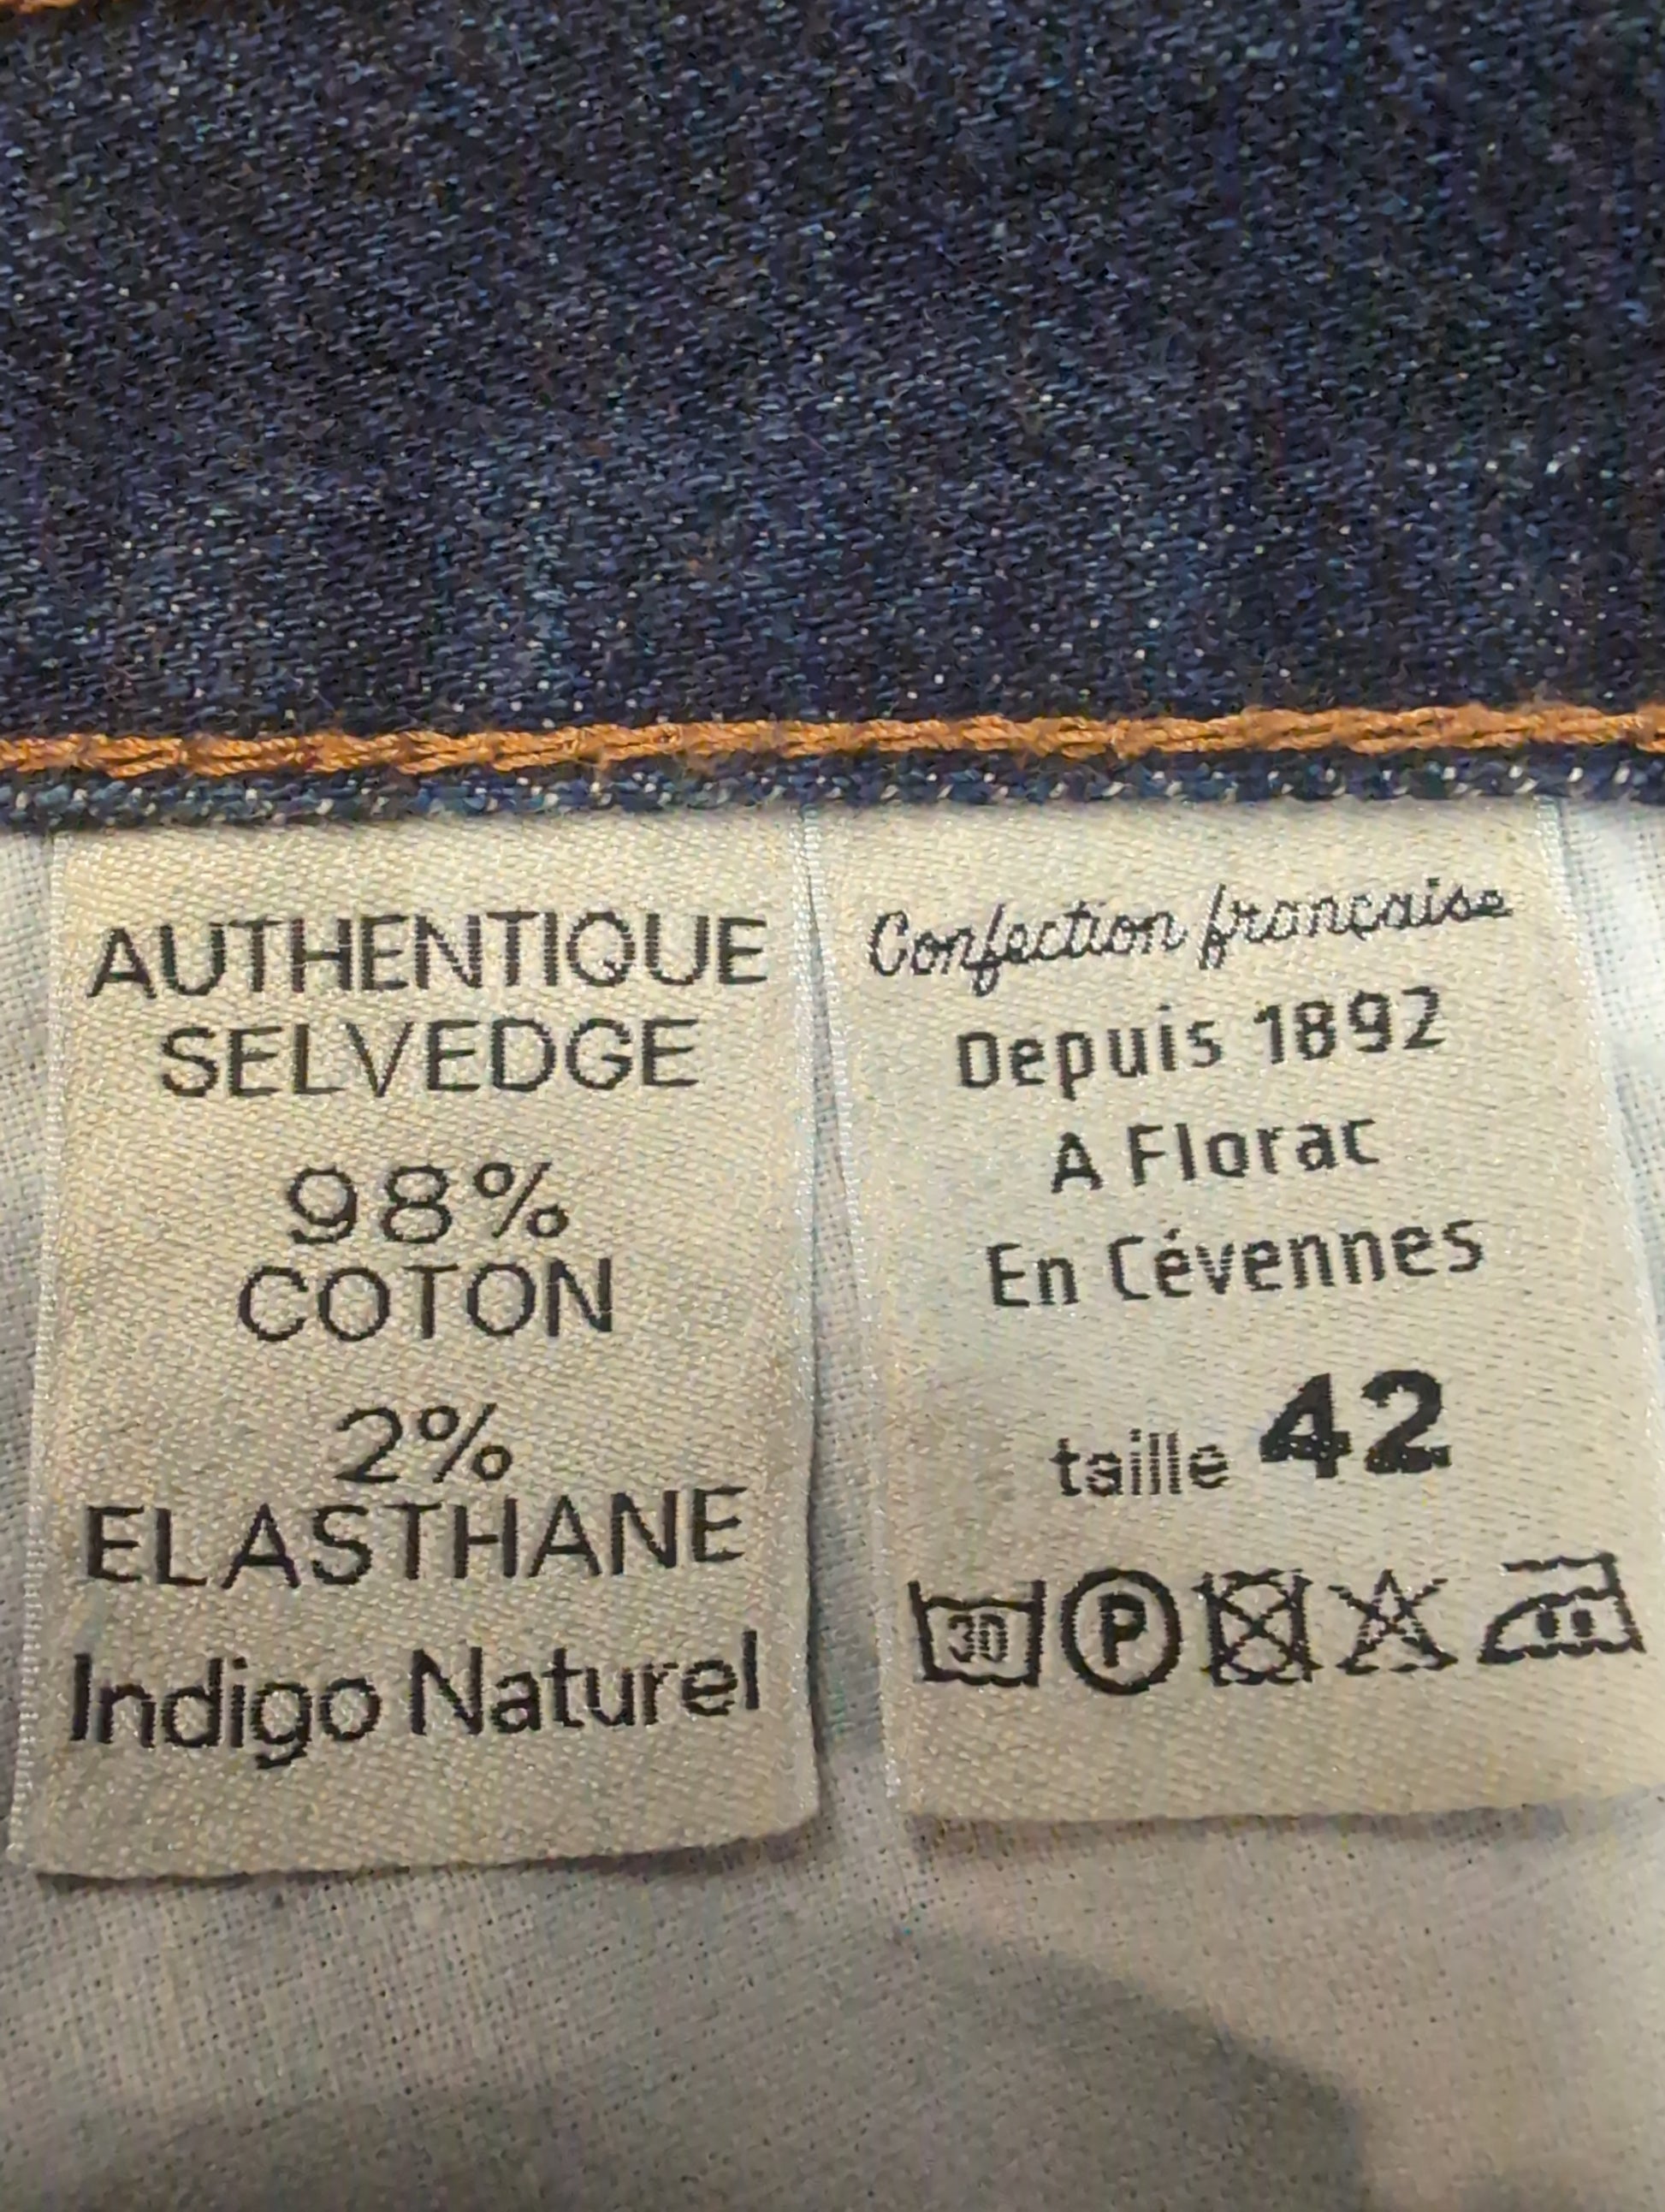 AUTHENTIQUE
SELVEDGE
98%
COTON
2%
ELASTHANE
Indigo Naturel
Confection française
Depuis 1892
A Florac
En Cévennes
taille 42
30 P